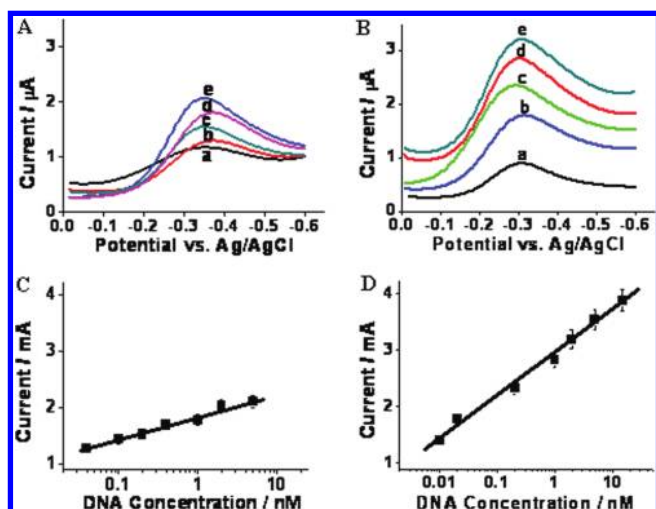 A
3
2
1
0
Current / μA
e
d
c
b
a
0.0 -0.1 -0.2 -0.3 -0.4 -0.5 -0.6
Potential vs. Ag/AgCl
B
3
2
1
0
Current / μA
e
d
c
b
a
0.0 -0.1 -0.2 -0.3 -0.4 -0.5 -0.6
Potential vs. Ag/AgCl
C
4
3
2
1
Current / mA
0.1 1 10
DNA Concentration / nM
D
4
3
2
1
Current / mA
0.01 0.1 1 10
DNA Concentration / nM